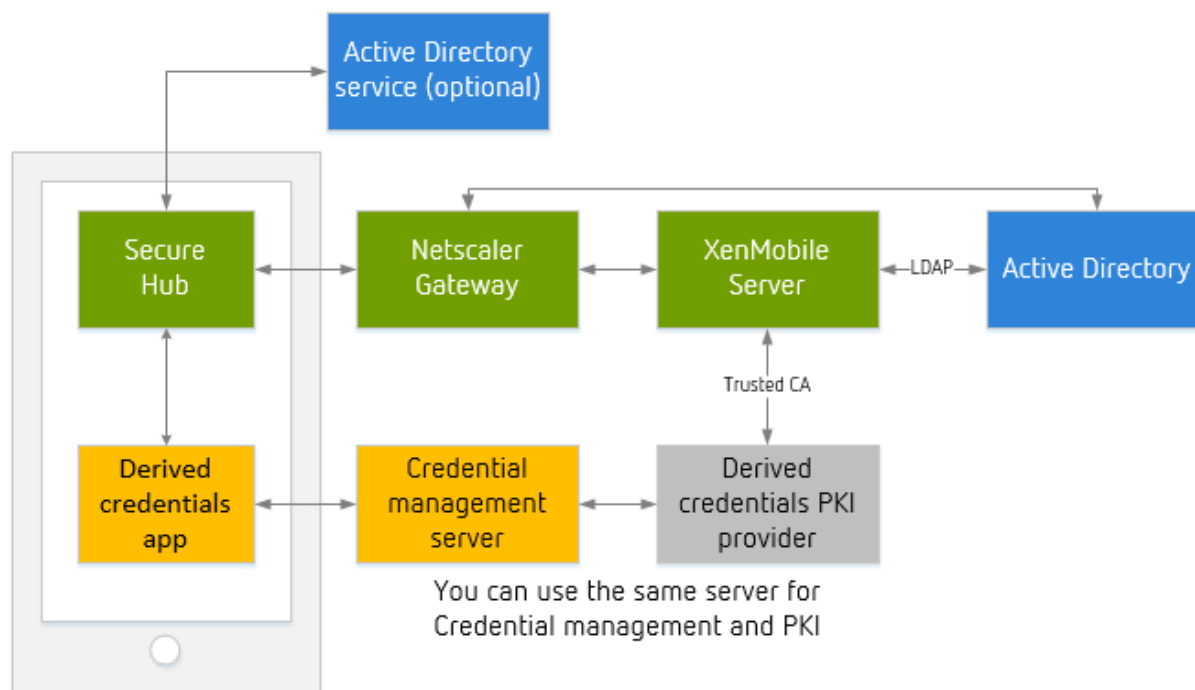 Active Directory
service (optional)
Secure
Hub
Netscaler
Gateway
XenMobile
Server
LDAP
Active Directory
Trusted CA
Derived
credentials
app
Credential
management
server
Derived
credentials PKI
provider
You can use the same server for
Credential management and PKI